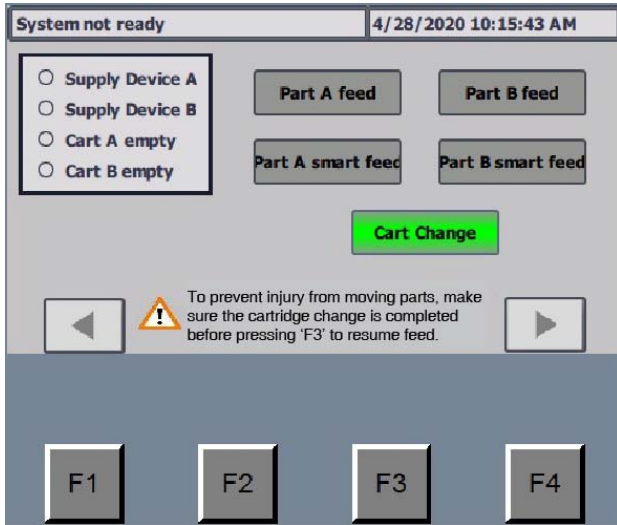 System not ready
4/28/2020 10:15:43 AM
Supply Device A
Supply Device B
Cart A empty
Cart B empty
Part A feed
Part B feed
Part A smart feed
Part B smart feed
Cart Change
To prevent injury from moving parts, make
sure the cartridge change is completed
before pressing 'F3' to resume feed.
F1
F2
F3
F4